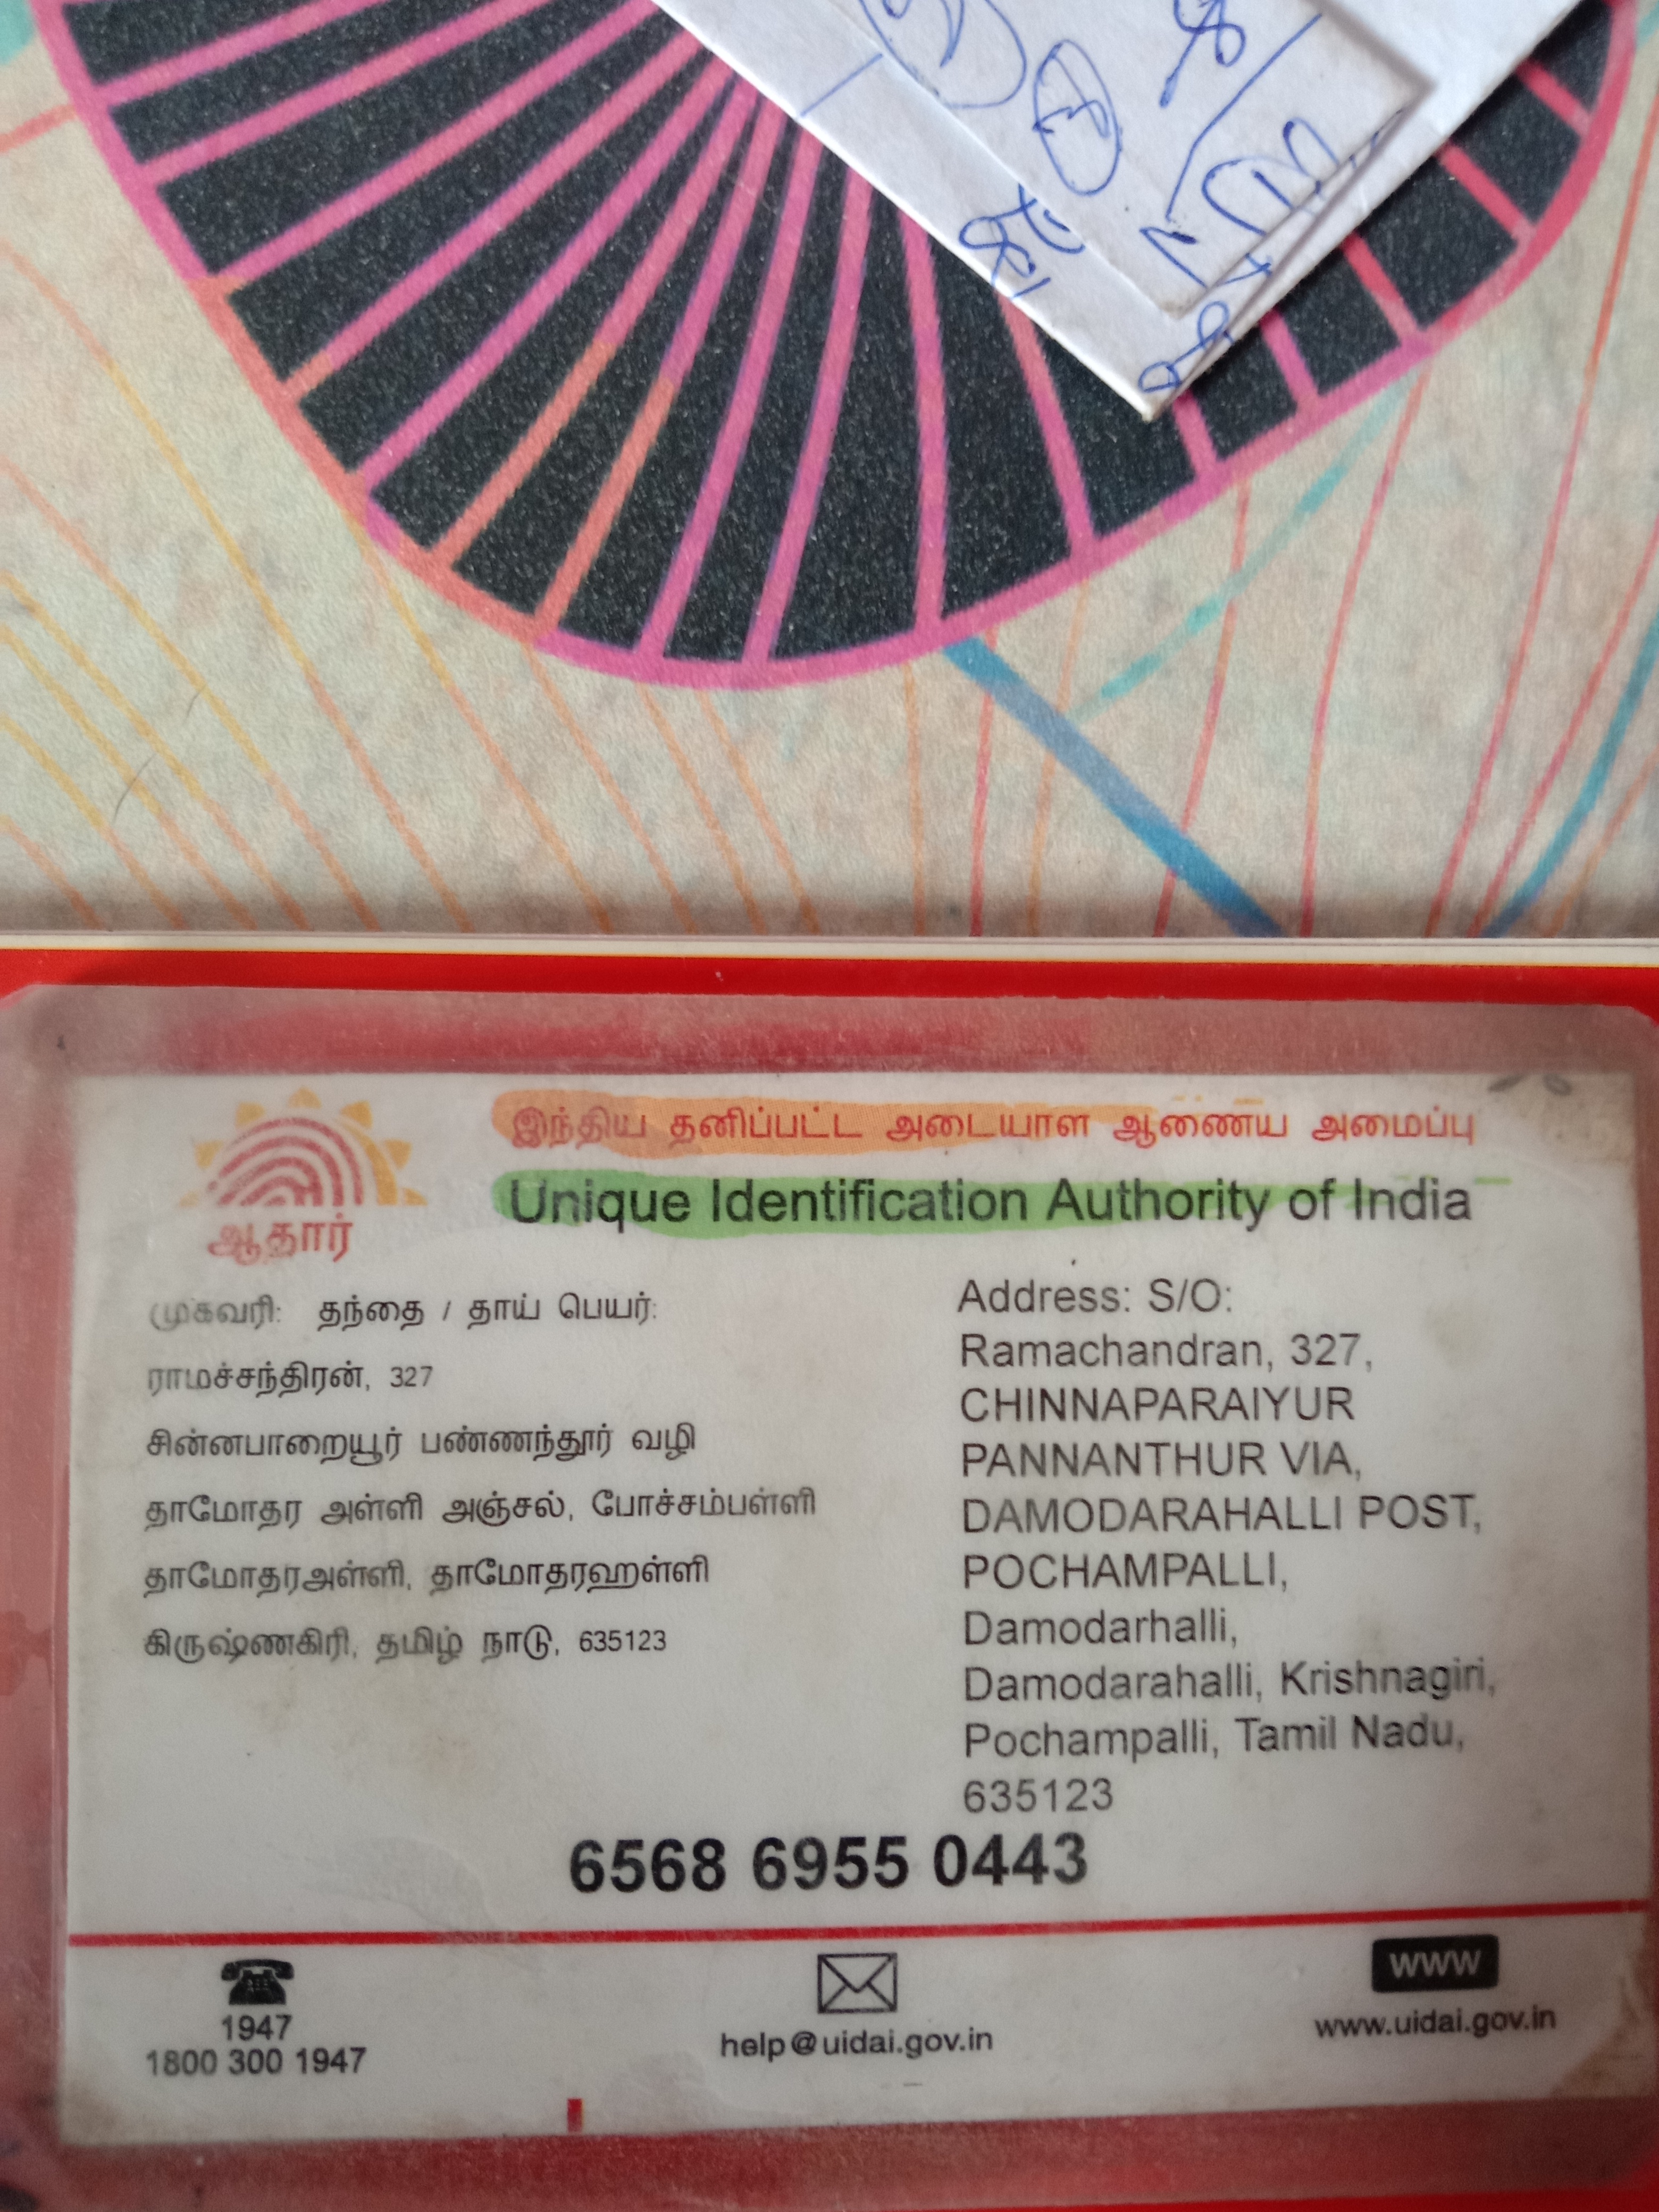 இந்திய தனிப்பட்ட அடையாள ஆணைய அமைப்பு
Unique Identification Authority of India
ஆதார்
முகவரி: தந்தை / தாய் பெயர்:
ராமச்சந்திரன், 327
சின்னபாறையூர் பண்ணந்தூர் வழி
தாமோதர அள்ளி அஞ்சல், போச்சம்பள்ளி
தாமோதரஅள்ளி, தாமோதரஹள்ளி
கிருஷ்ணகிரி, தமிழ் நாடு, 635123
Address: S/O:
Ramachandran, 327,
CHINNAPARAIYUR
PANNANTHUR VIA,
DAMODARAHALLI POST,
POCHAMPALLI,
Damodarhalli,
Damodarahalli, Krishnagiri,
Pochampalli, Tamil Nadu,
635123
6568 6955 0443
1947
1800 300 1947
help@uidai.gov.in
www
www.uidai.gov.in